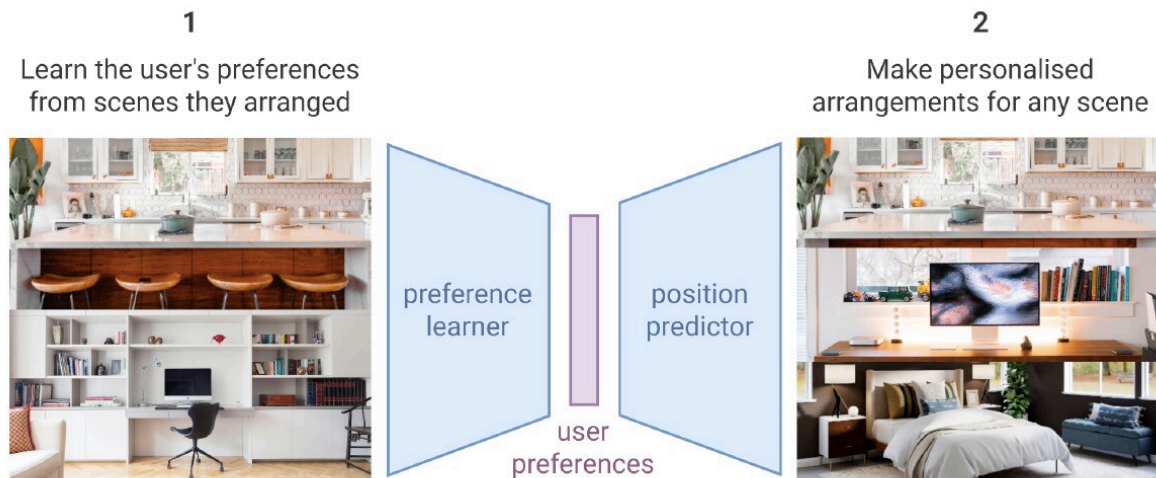 1
Learn the user's preferences
from scenes they arranged
2
Make personalised
arrangements for any scene
preference
learner
position
predictor
user
preferences